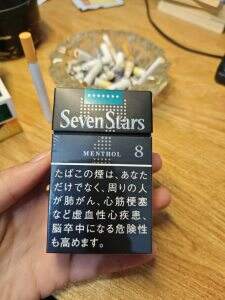 Seven Stars
MENTHOL 8
たばこの煙は、あなた
だけでなく、周りの人
が肺がん、心筋梗塞
など虚血性心疾患、
脳卒中になる危険性
も高めます。